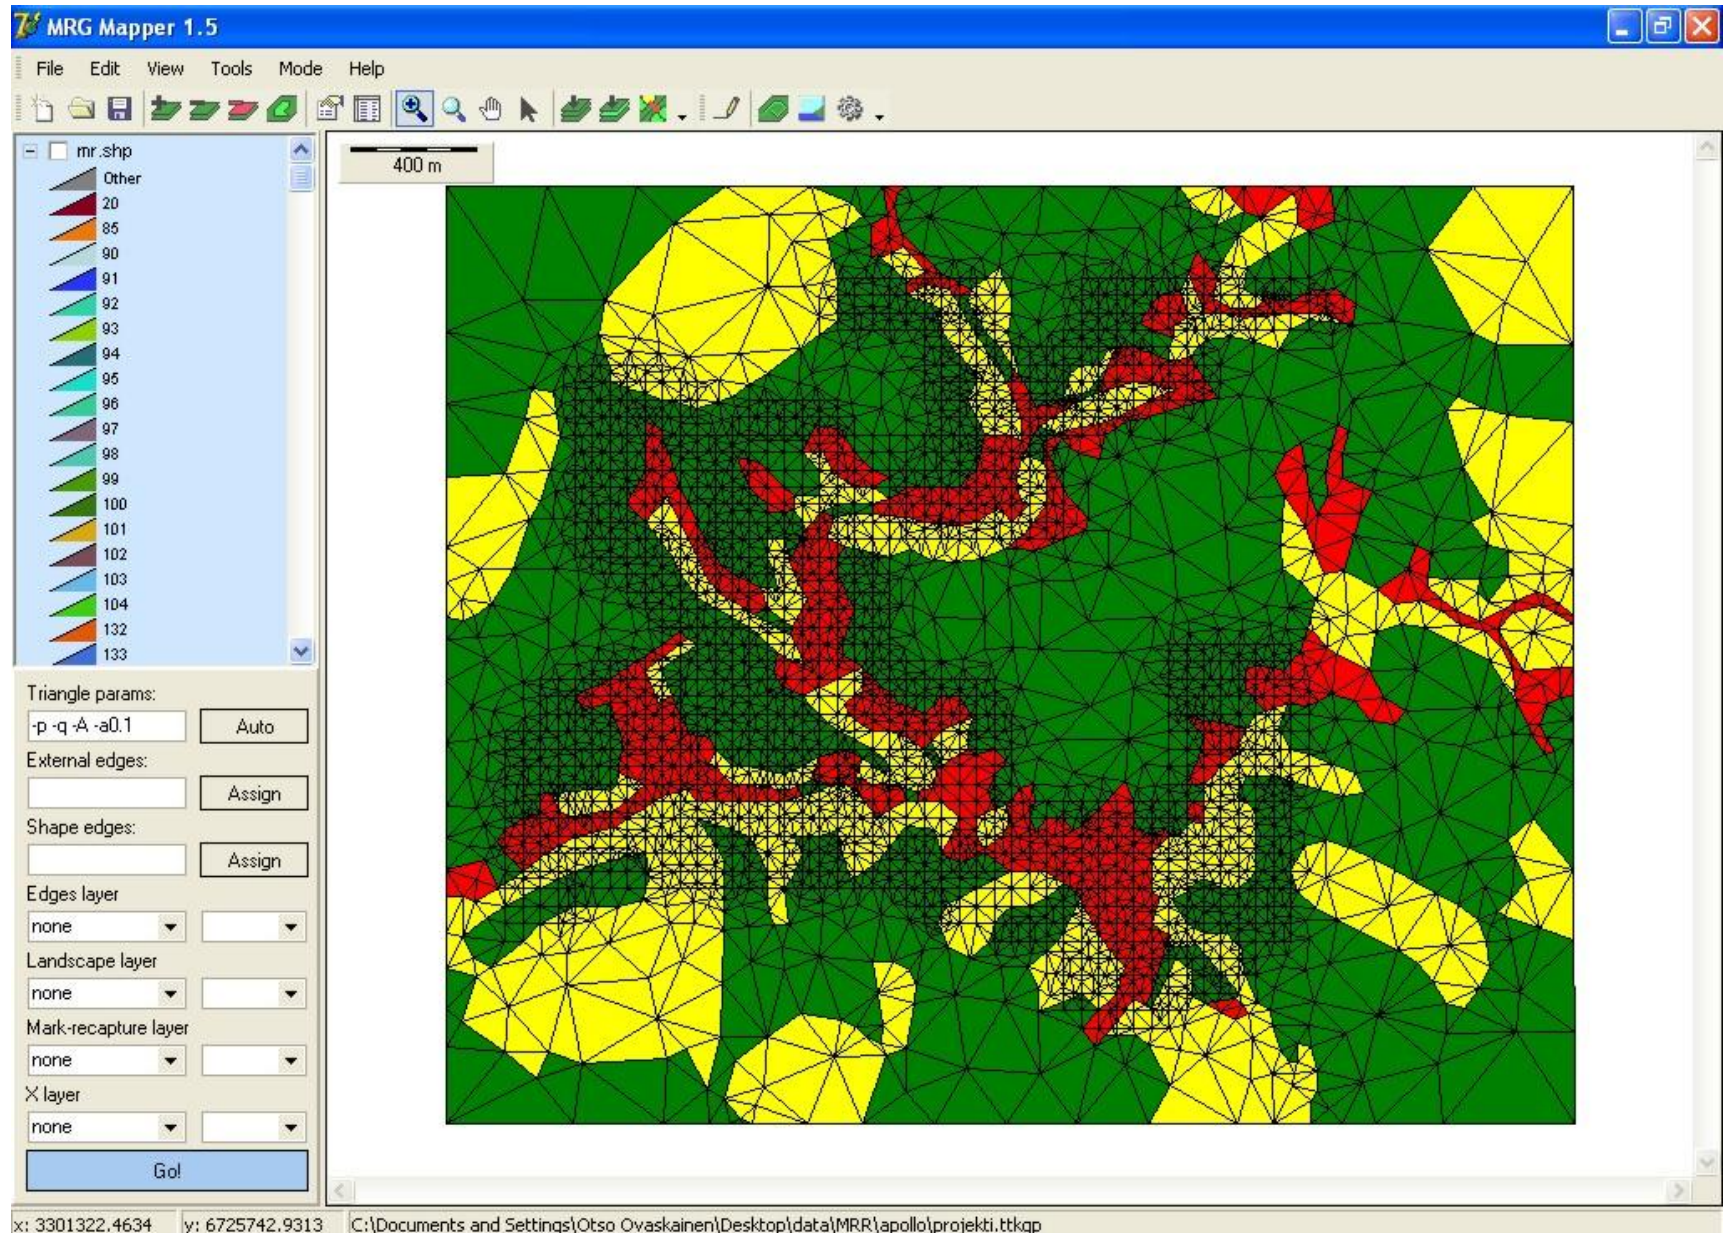 MRG Mapper 1.5
File Edit View Tools Mode Help
mr.shp
Other
20
85
90
91
92
93
94
95
96
97
98
99
100
101
102
103
104
132
133
400 m
Triangle params:
-p -q -A -a0.1 Auto
External edges:
Assign
Shape edges:
Assign
Edges layer
none
Landscape layer
none
Mark-recapture layer
none
X layer
none
Go!
x: 3301322.4634 y: 6725742.9313 C:\Documents and Settings\Otso Ovaskainen\Desktop\data\MRR\apollo\projekti.ttkgp